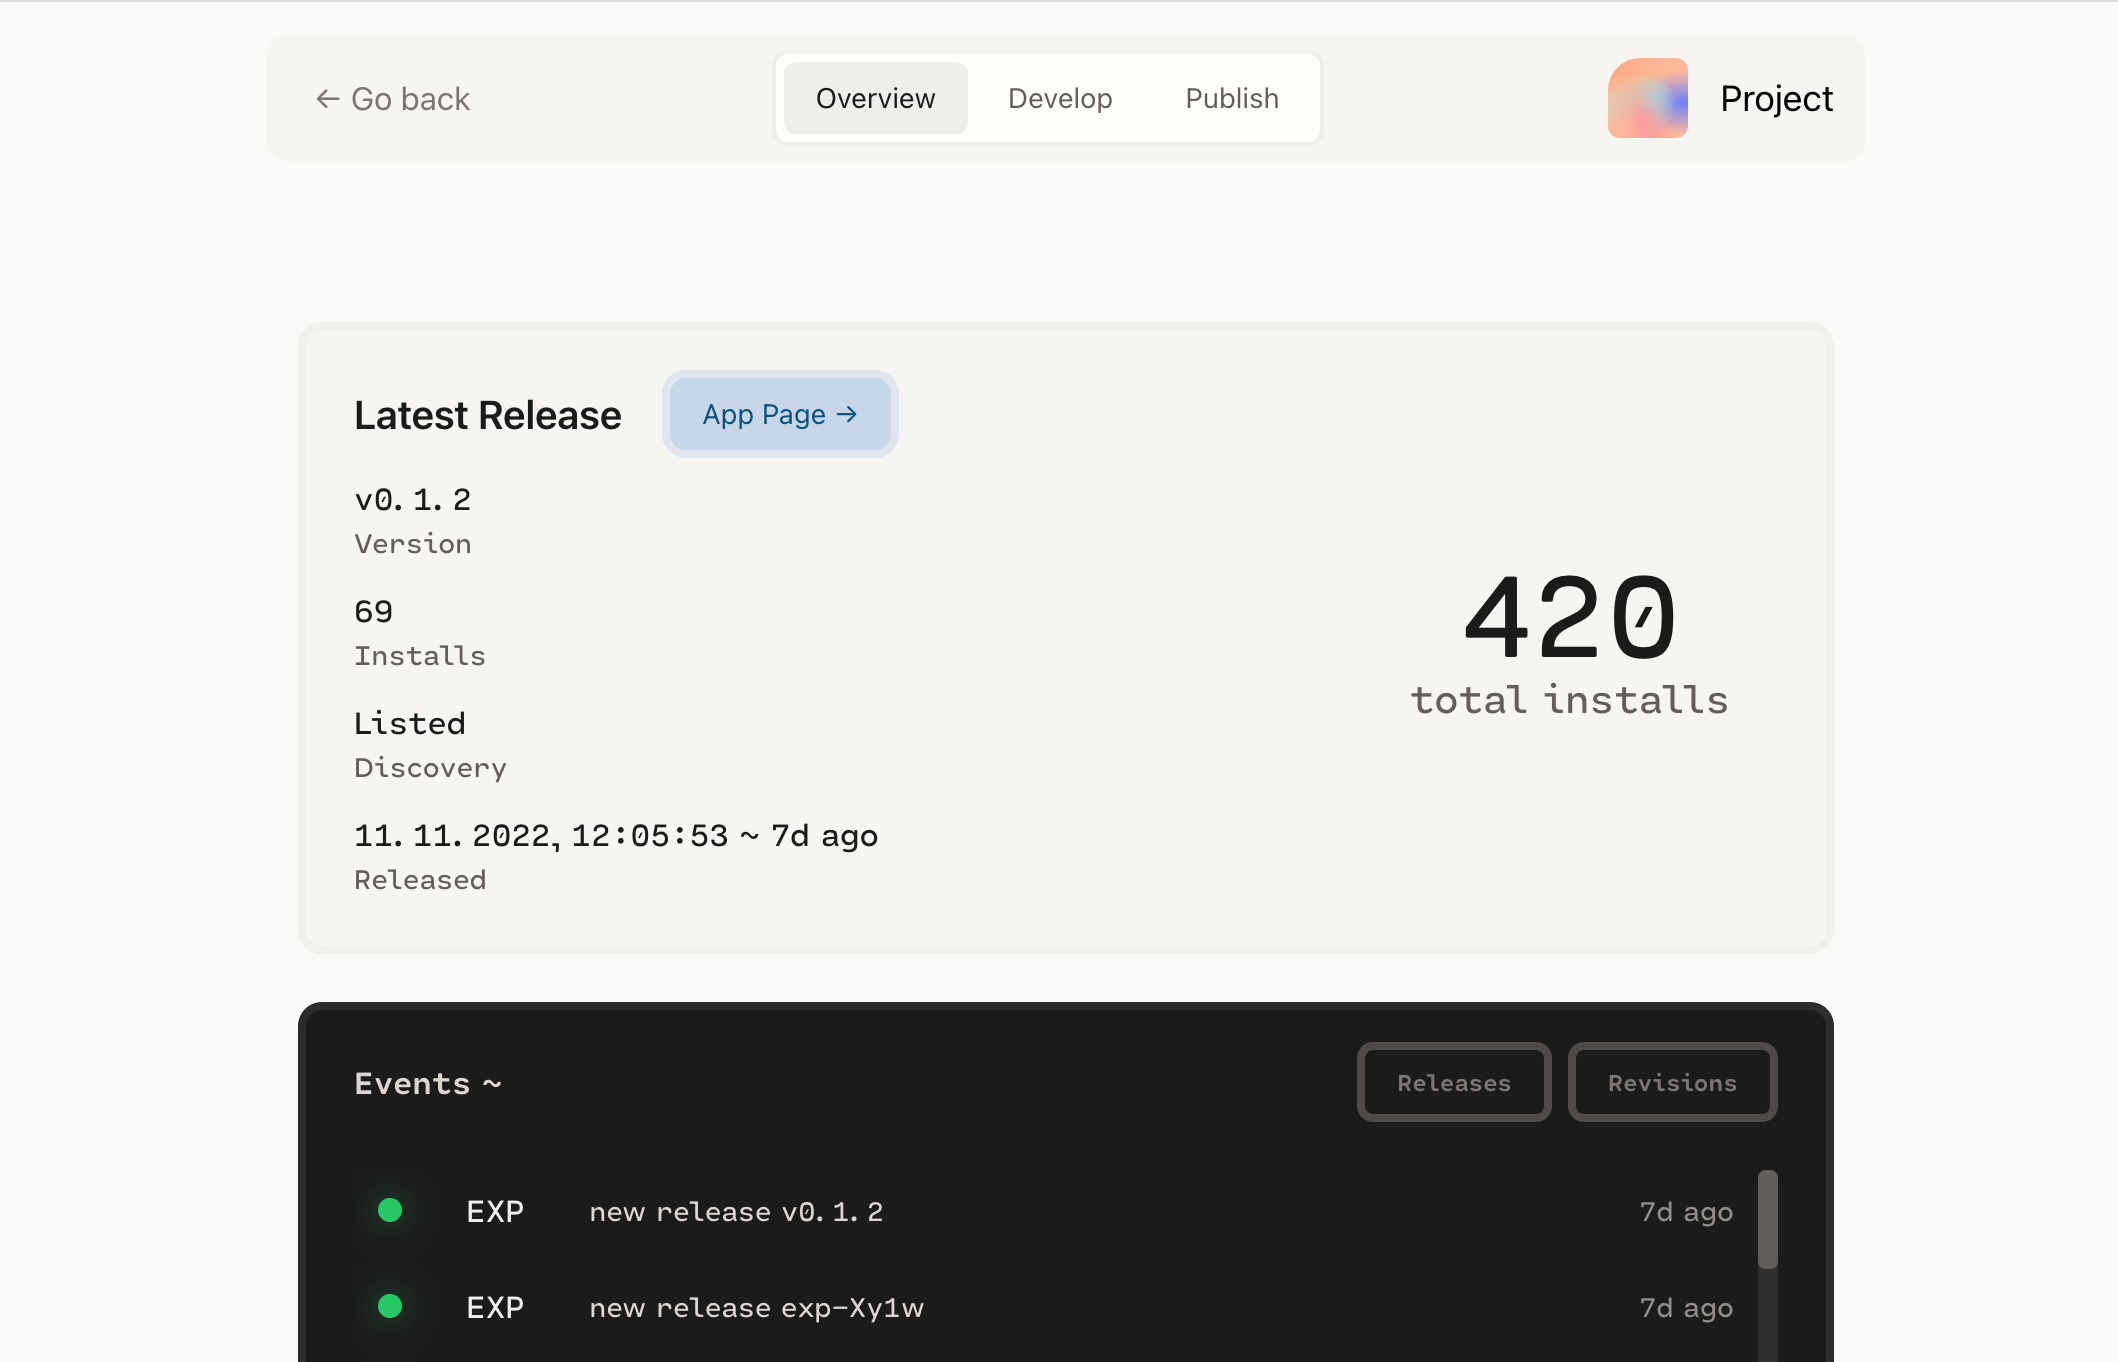 ← Go back
Overview
Develop
Publish
Project
Latest Release
App Page →
v0.1.2
Version
69
Installs
Listed
Discovery
11.11.2022, 12:05:53 ~ 7d ago
Released
420
total installs
Events ~
Releases
Revisions
EXP new release v0.1.2 7d ago
EXP new release exp-Xy1w 7d ago